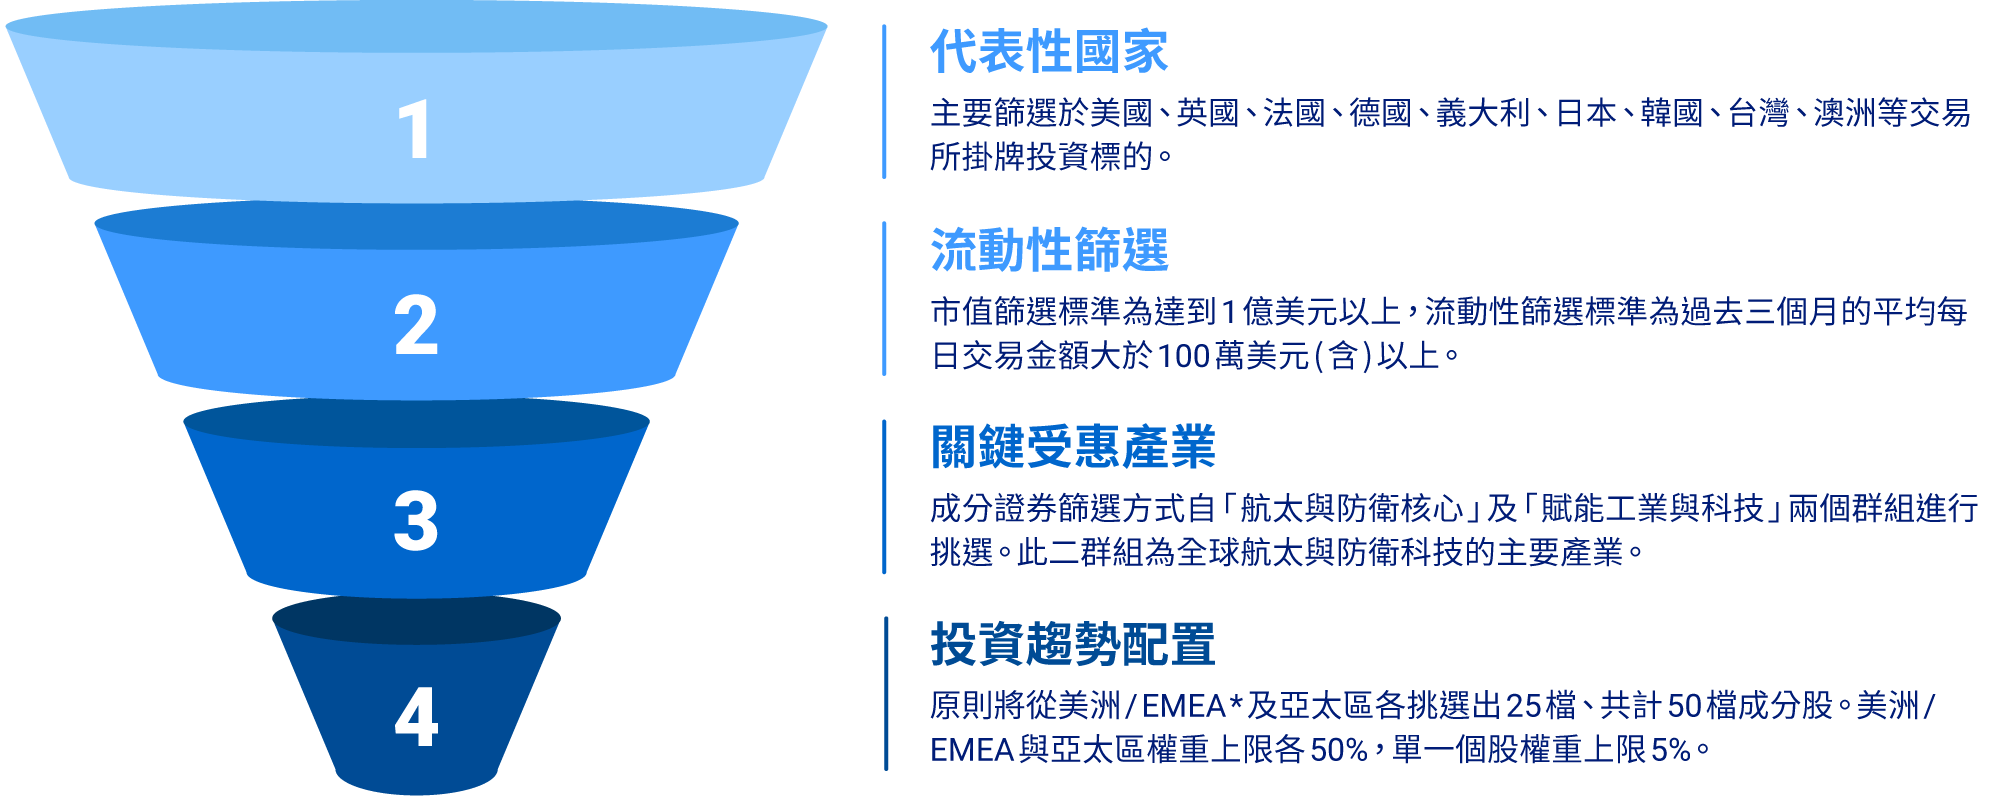 1
代表性國家
主要篩選於美國、英國、法國、德國、義大利、日本、韓國、台灣、澳洲等交易
所掛牌投資標的。
2
流動性篩選
市值篩選標準為達到1億美元以上，流動性篩選標準為過去三個月的平均每
日交易金額大於100萬美元(含)以上。
3
關鍵受惠產業
成分證券篩選方式自「航太與防衛核心」及「賦能工業與科技」兩個群組進行
挑選。此二群組為全球航太與防衛科技的主要產業。
4
投資趨勢配置
原則將從美洲/EMEA*及亞太區各挑選出25檔、共計50檔成分股。美洲/
EMEA與亞太區權重上限各50%，單一個股權重上限5%。